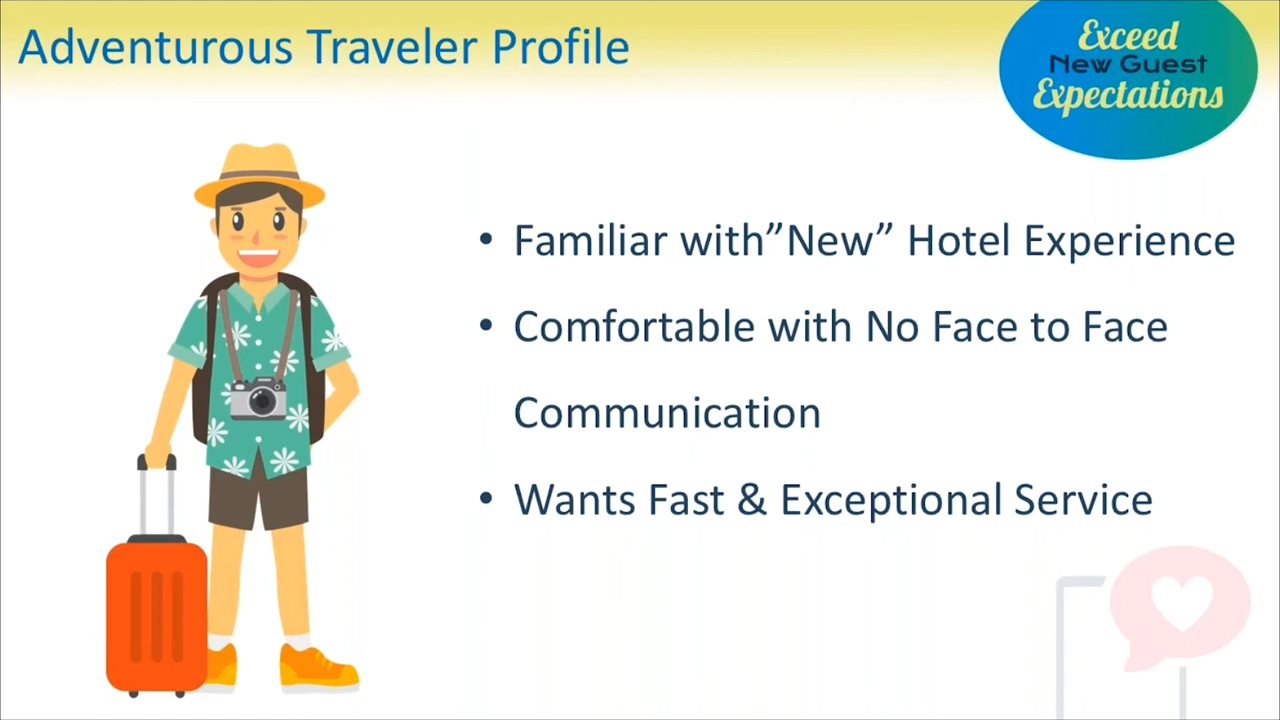 Adventurous Traveler Profile
Exceed
New Guest
Expectations
• Familiar with”New” Hotel Experience
• Comfortable with No Face to Face
Communication
• Wants Fast & Exceptional Service